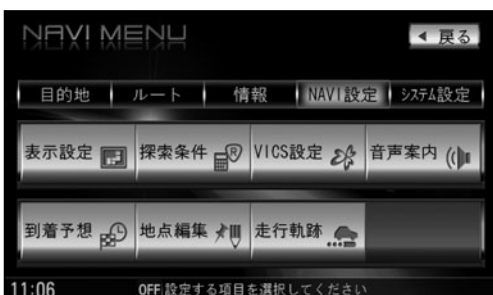 NAVI MENU
戻る
目的地 ルート 情報 NAVI設定 システム設定
表示設定 探索条件 R VICS設定 音声案内
到着予想 地点編集 走行軌跡
11:06 OFF:設定する項目を選択してください